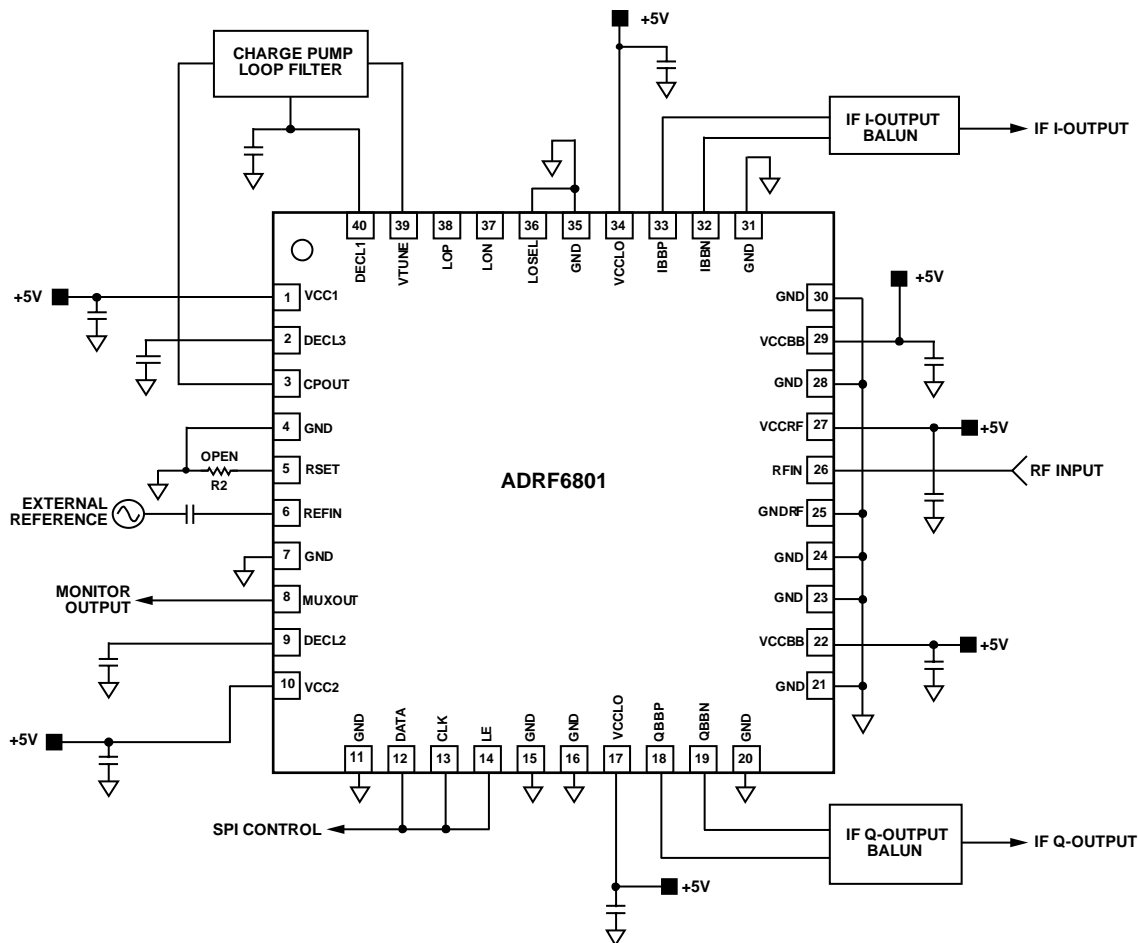 +5V
CHARGE PUMP
LOOP FILTER
IF I-OUTPUT
BALUN
IF I-OUTPUT
40
39
38
37
36
35
34
33
32
31
DECL1
VTUNE
LOP
LON
LOSEL
GND
VCCLO
IBBP
IBBN
GND
+5V
1
VCC1
2
DECL3
3
CPOUT
4
GND
OPEN
R2
5
RSET
EXTERNAL
REFERENCE
6
REFIN
7
GND
MONITOR
OUTPUT
8
MUXOUT
9
DECL2
10
VCC2
+5V
ADRF6801
+5V
GND
30
VCCBB
29
GND
28
VCCRF
27
+5V
RFIN
26
RF INPUT
GNDRF
25
GND
24
GND
23
VCCBB
22
+5V
GND
21
GND
DATA
CLK
LE
GND
GND
VCCLO
QBBP
QBBN
GND
11
12
13
14
15
16
17
18
19
20
SPI CONTROL
IF Q-OUTPUT
BALUN
IF Q-OUTPUT
+5V